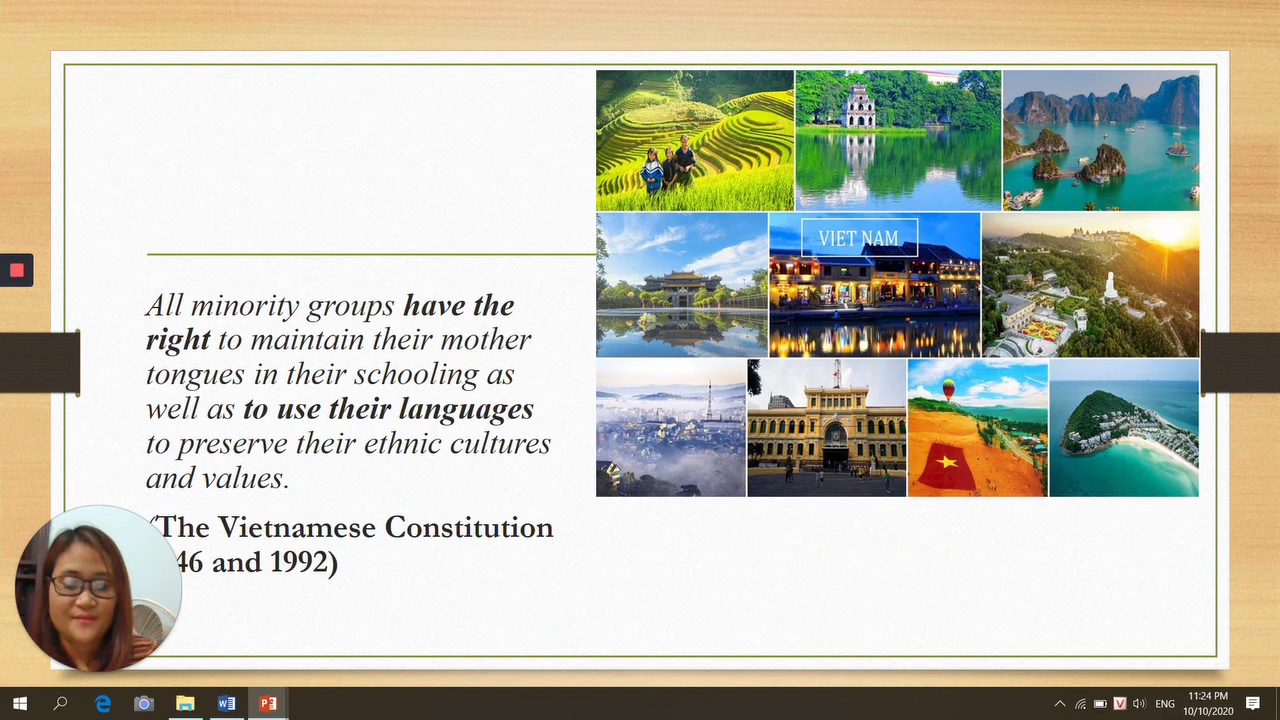 VIET NAM
All minority groups have the
right to maintain their mother
tongues in their schooling as
well as to use their languages
to preserve their ethnic cultures
and values.
(The Vietnamese Constitution
46 and 1992)
ENG
11:24 PM
10/10/2020